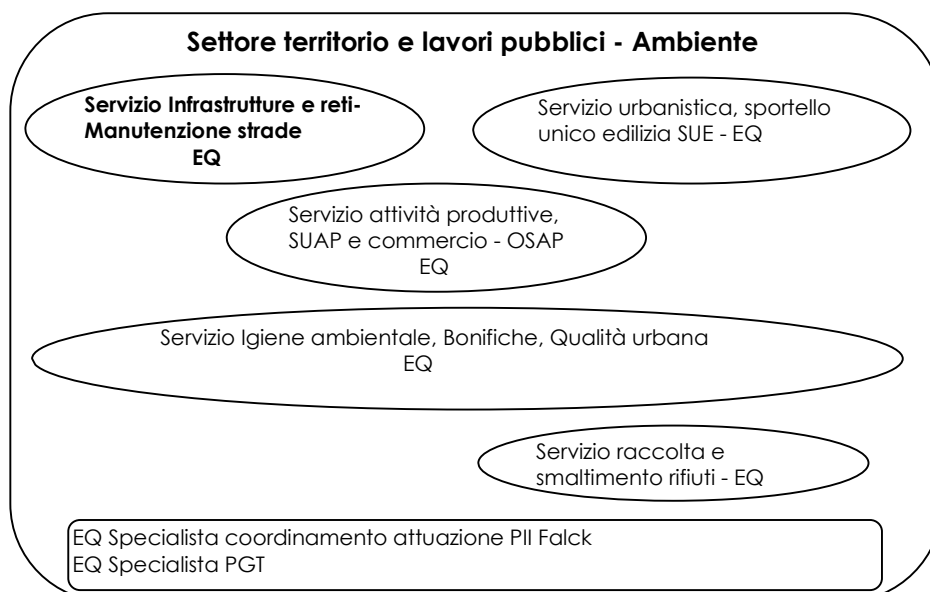 Settore territorio e lavori pubblici - Ambiente
Servizio Infrastrutture e reti-
Manutenzione strade
EQ
Servizio urbanistica, sportello
unico edilizia SUE - EQ
Servizio attività produttive,
SUAP e commercio - OSAP
EQ
Servizio Igiene ambientale, Bonifiche, Qualità urbana
EQ
Servizio raccolta e
smaltimento rifiuti - EQ
EQ Specialista coordinamento attuazione PII Falck
EQ Specialista PGT